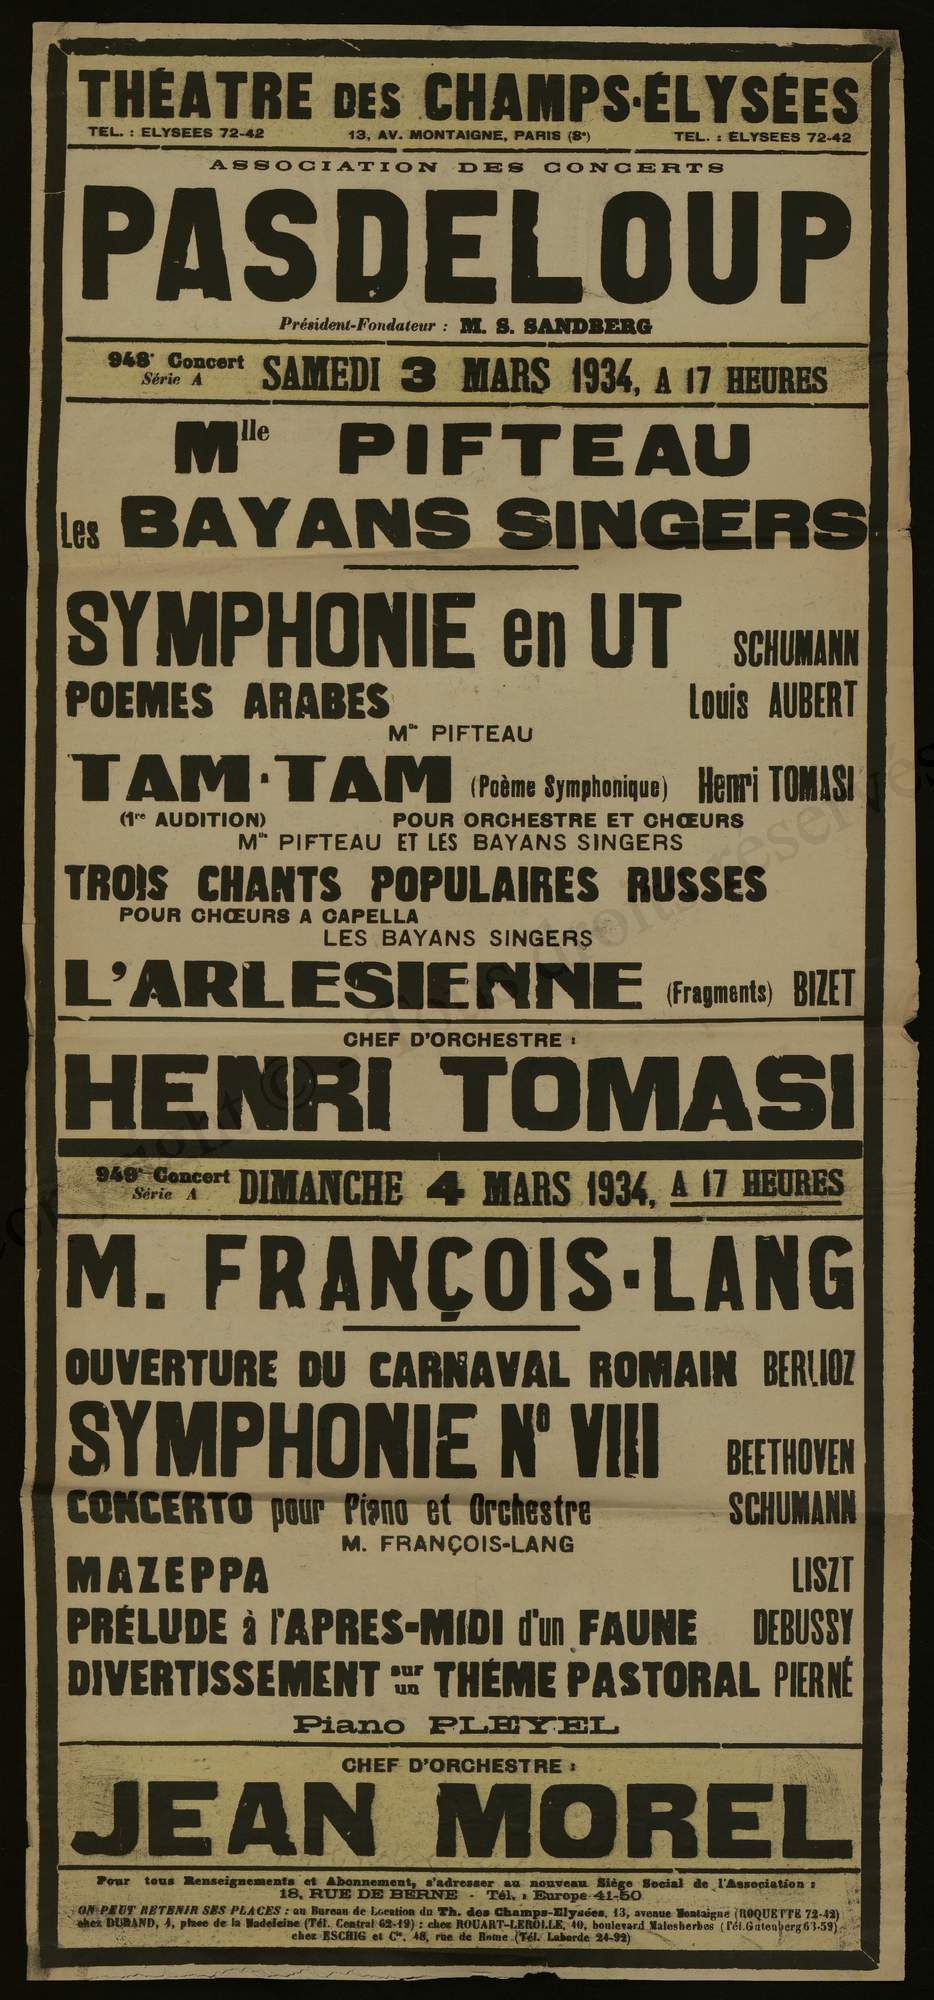 THÉATRE DES CHAMPS-ÉLYSÉES
TEL. : ELYSEES 72-42 13, AV. MONTAIGNE, PARIS (8e) TEL. : ÉLYSEES 72-42
ASSOCIATION DES CONCERTS
PASDELOUP
Président-Fondateur : M. S. SANDBERG
948e Concert
Série A
SAMEDI 3 MARS 1934, A 17 HEURES
Mlle PIFTEAU
Les BAYANS SINGERS
SYMPHONIE en UT SCHUMANN
POEMES ARABES Louis AUBERT
Mlle PIFTEAU
TAM-TAM (Poème Symphonique) Henri TOMASI
(1re AUDITION) POUR ORCHESTRE ET CHŒURS
Mlle PIFTEAU ET LES BAYANS SINGERS
TROIS CHANTS POPULAIRES RUSSES
POUR CHŒURS A CAPELLA
LES BAYANS SINGERS
L'ARLESIENNE (Fragments) BIZET
CHEF D'ORCHESTRE :
HENRI TOMASI
949e Concert
Série A
DIMANCHE 4 MARS 1934, A 17 HEURES
M. FRANÇOIS-LANG
OUVERTURE DU CARNAVAL ROMAIN BERLIOZ
SYMPHONIE No VIII BEETHOVEN
CONCERTO pour Piano et Orchestre SCHUMANN
M. FRANÇOIS-LANG
MAZEPPA LISZT
PRÉLUDE à l'APRES-MIDI d'un FAUNE DEBUSSY
DIVERTISSEMENT sur un THÉME PASTORAL PIERNÉ
Piano PLEYEL
CHEF D'ORCHESTRE :
JEAN MOREL
Pour tous Renseignements et Abonnement, s'adresser au nouveau Siège Social de l'Association :
18, RUE DE BERNE - Tél. : Europe 41-50
ON PEUT RETENIR SES PLACES : au Bureau de Location du Th. des Champs-Elysées, 13, avenue Montaigne (ROQUETTE 72-42)
chez DURAND, 4, place de la Madeleine (Tél. Central 62-19) : chez ROUART-LEROLLE, 40, boulevard Malesherbes (Tél. Gutenberg 63-59)
chez ESCHIG et Cie, 48, rue de Rome (Tél. Laborde 24-92)
Copyright © - Tous droits réservés